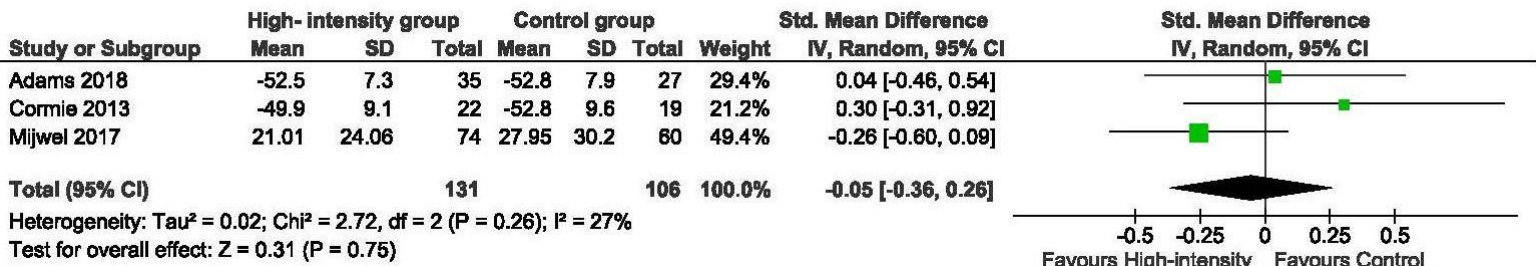 High- intensity group Control group Std. Mean Difference Std. Mean Difference
Study or Subgroup Mean SD Total Mean SD Total Weight IV, Random, 95% CI IV, Random, 95% CI
Adams 2018 -52.5 7.3 35 -52.8 7.9 27 29.4% 0.04 [-0.46, 0.54]
Cormie 2013 -49.9 9.1 22 -52.8 9.6 19 21.2% 0.30 [-0.31, 0.92]
Mijwel 2017 21.01 24.06 74 27.95 30.2 60 49.4% -0.26 [-0.60, 0.09]
Total (95% CI) 131 106 100.0% -0.05 [-0.36, 0.26]
Heterogeneity: Tau² = 0.02; Chi² = 2.72, df = 2 (P = 0.26); I² = 27%
Test for overall effect: Z = 0.31 (P = 0.75)
-0.5 -0.25 0 0.25 0.5
Favours High-intensity Favours Control